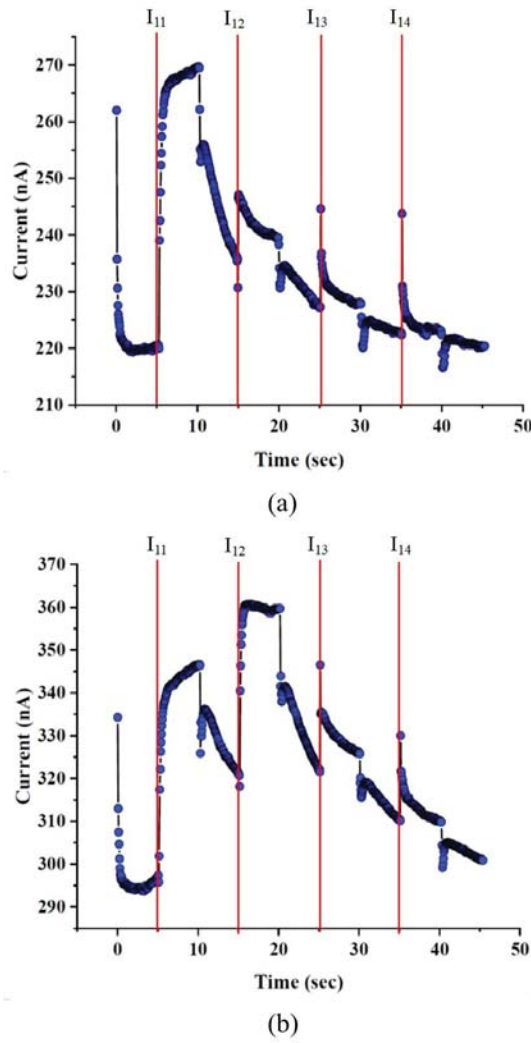 I₁₁ I₁₂ I₁₃ I₁₄
270
260
250
240
230
220
210
Current (nA)
0 10 20 30 40 50
Time (sec)
(a)
I₁₁ I₁₂ I₁₃ I₁₄
370
360
350
340
330
320
310
300
290
Current (nA)
0 10 20 30 40 50
Time (sec)
(b)